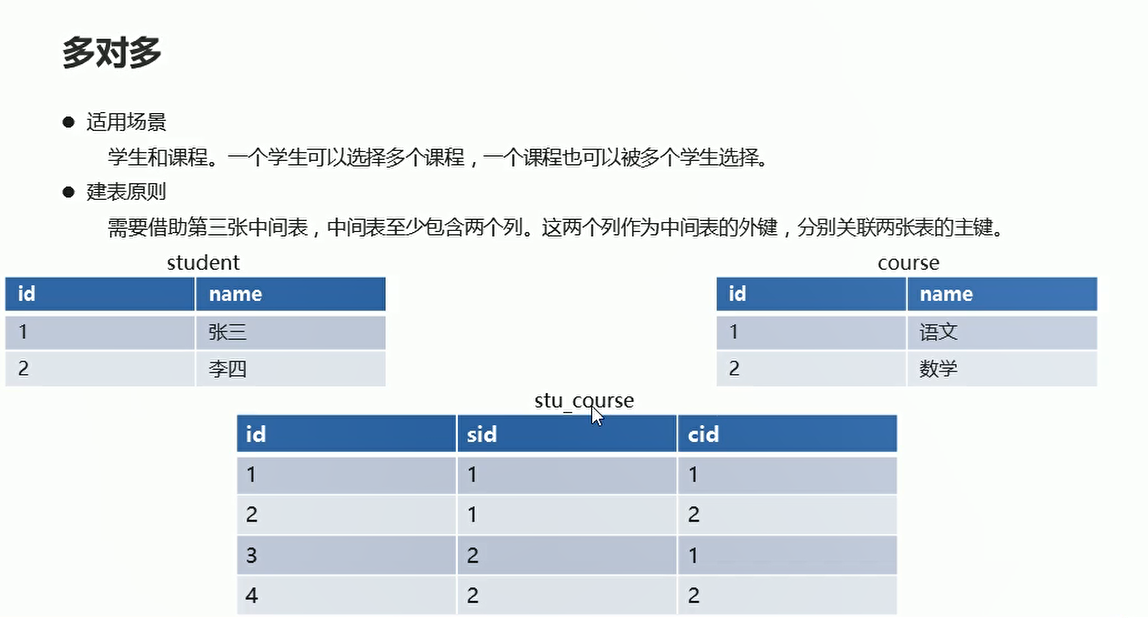 多对多
● 适用场景
学生和课程。一个学生可以选择多个课程，一个课程也可以被多个学生选择。
● 建表原则
需要借助第三张中间表，中间表至少包含两个列。这两个列作为中间表的外键，分别关联两张表的主键。
student
id name
1 张三
2 李四
course
id name
1 语文
2 数学
stu_course
id sid cid
1 1 1
2 1 2
3 2 1
4 2 2